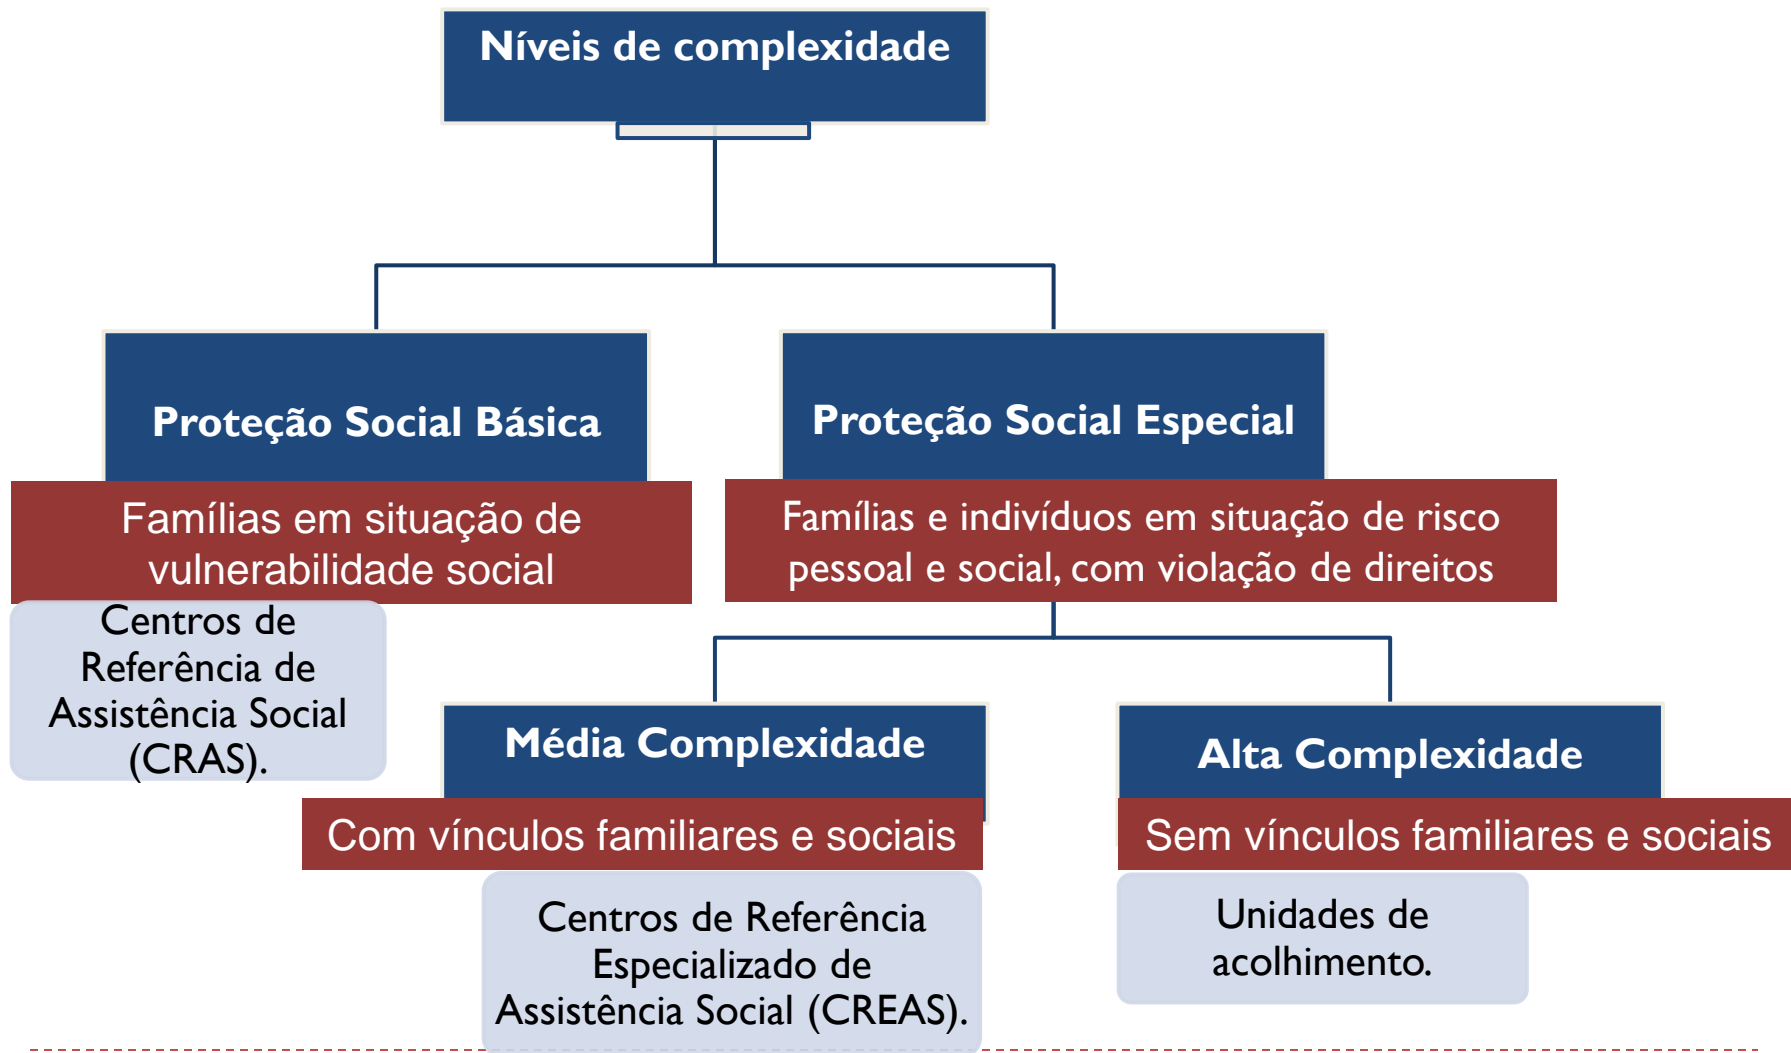 Níveis de complexidade
Proteção Social Básica
Famílias em situação de
vulnerabilidade social
Centros de
Referência de
Assistência Social
(CRAS).
Proteção Social Especial
Famílias e indivíduos em situação de risco
pessoal e social, com violação de direitos
Média Complexidade
Com vínculos familiares e sociais
Centros de Referência
Especializado de
Assistência Social (CREAS).
Alta Complexidade
Sem vínculos familiares e sociais
Unidades de
acolhimento.